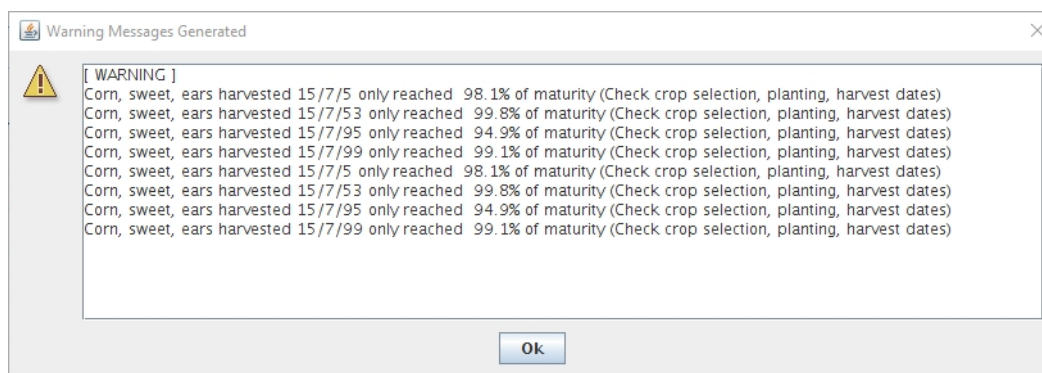 Warning Messages Generated
[ WARNING ]
Corn, sweet, ears harvested 15/7/5 only reached 98.1% of maturity (Check crop selection, planting, harvest dates)
Corn, sweet, ears harvested 15/7/53 only reached 99.8% of maturity (Check crop selection, planting, harvest dates)
Corn, sweet, ears harvested 15/7/95 only reached 94.9% of maturity (Check crop selection, planting, harvest dates)
Corn, sweet, ears harvested 15/7/99 only reached 99.1% of maturity (Check crop selection, planting, harvest dates)
Corn, sweet, ears harvested 15/7/5 only reached 98.1% of maturity (Check crop selection, planting, harvest dates)
Corn, sweet, ears harvested 15/7/53 only reached 99.8% of maturity (Check crop selection, planting, harvest dates)
Corn, sweet, ears harvested 15/7/95 only reached 94.9% of maturity (Check crop selection, planting, harvest dates)
Corn, sweet, ears harvested 15/7/99 only reached 99.1% of maturity (Check crop selection, planting, harvest dates)
Ok